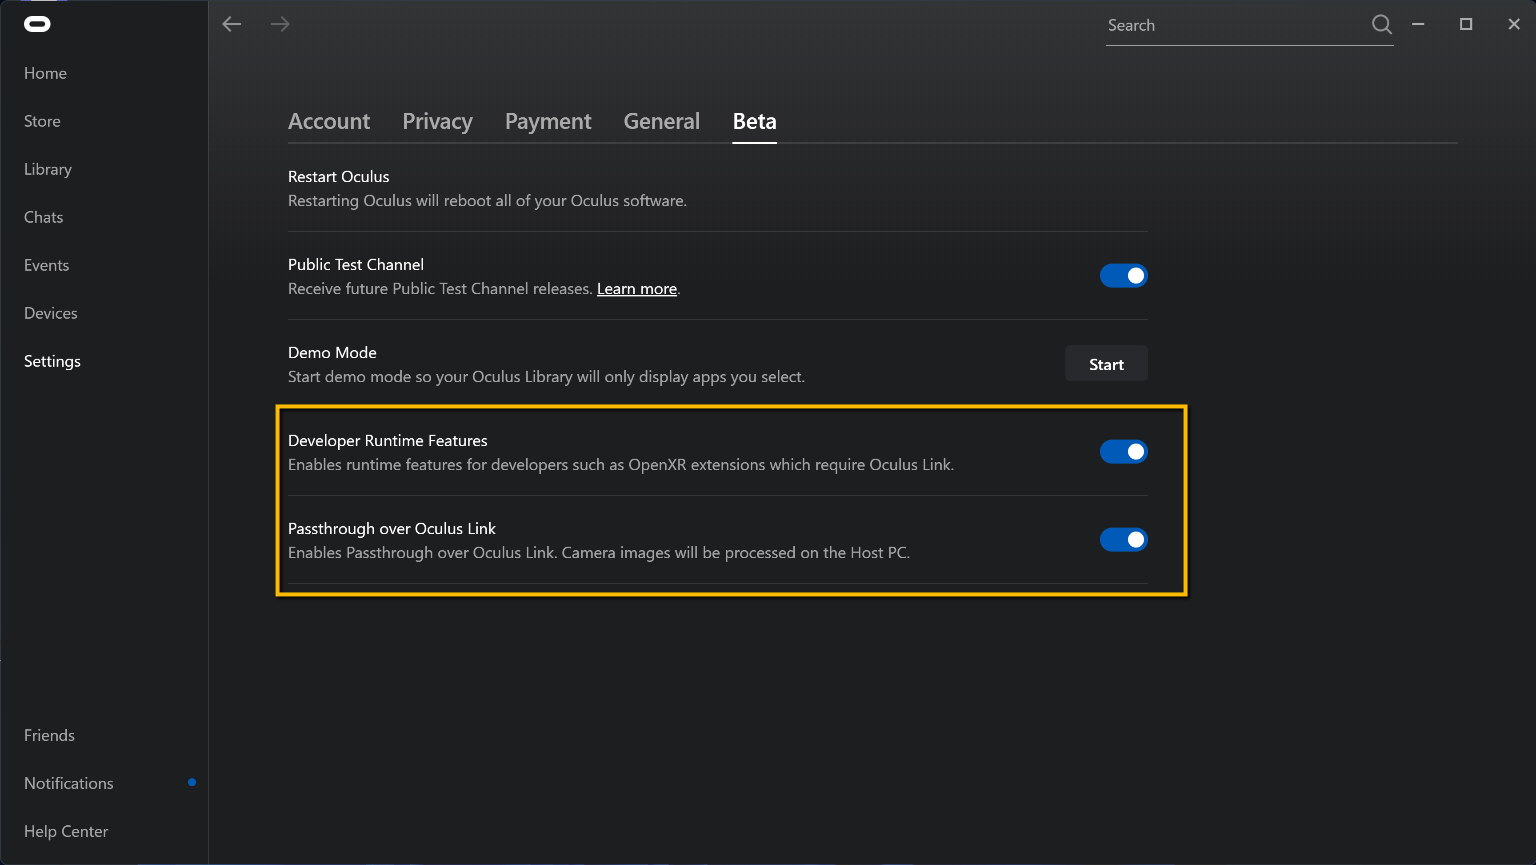 Search
Home
Store
Library
Chats
Events
Devices
Settings
Friends
Notifications
Help Center
Account Privacy Payment General Beta
Restart Oculus
Restarting Oculus will reboot all of your Oculus software.
Public Test Channel
Receive future Public Test Channel releases. Learn more.
Demo Mode
Start demo mode so your Oculus Library will only display apps you select.
Start
Developer Runtime Features
Enables runtime features for developers such as OpenXR extensions which require Oculus Link.
Passthrough over Oculus Link
Enables Passthrough over Oculus Link. Camera images will be processed on the Host PC.